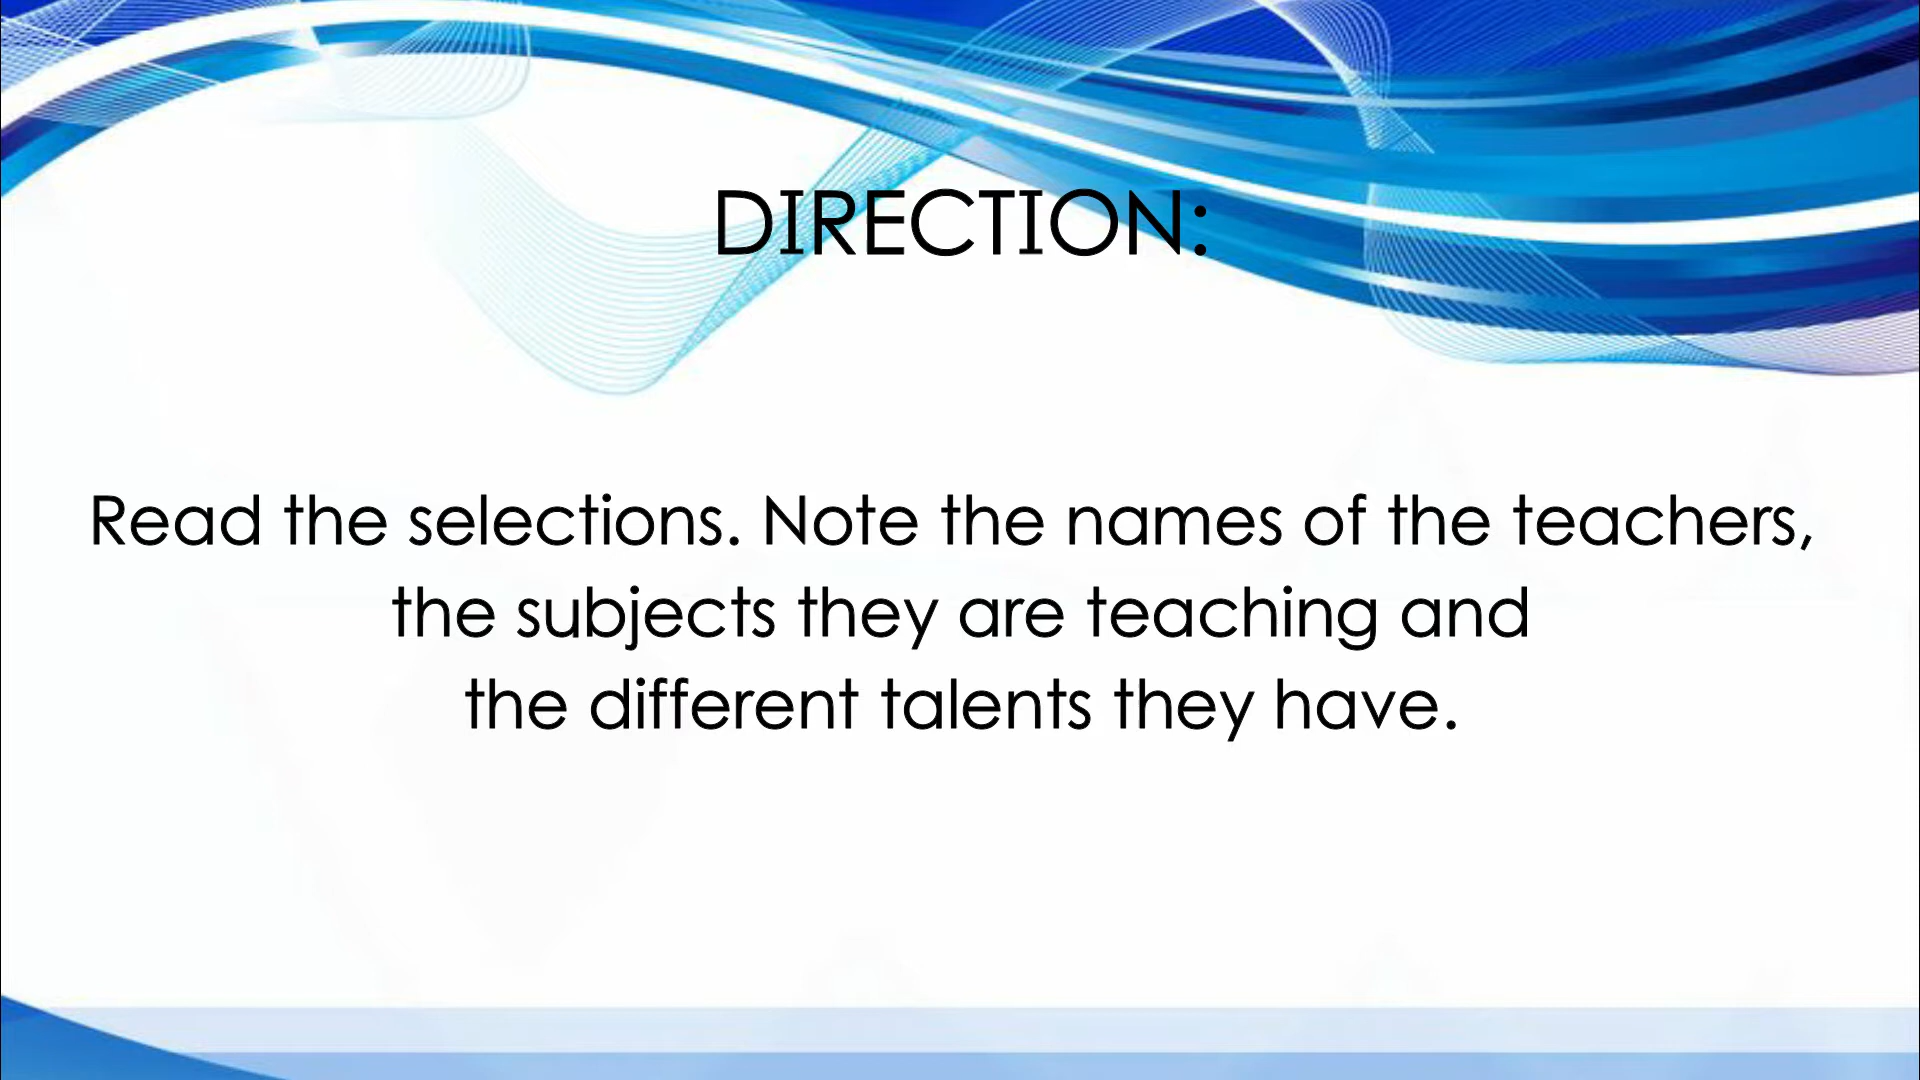 DIRECTION:
Read the selections. Note the names of the teachers,
the subjects they are teaching and
the different talents they have.